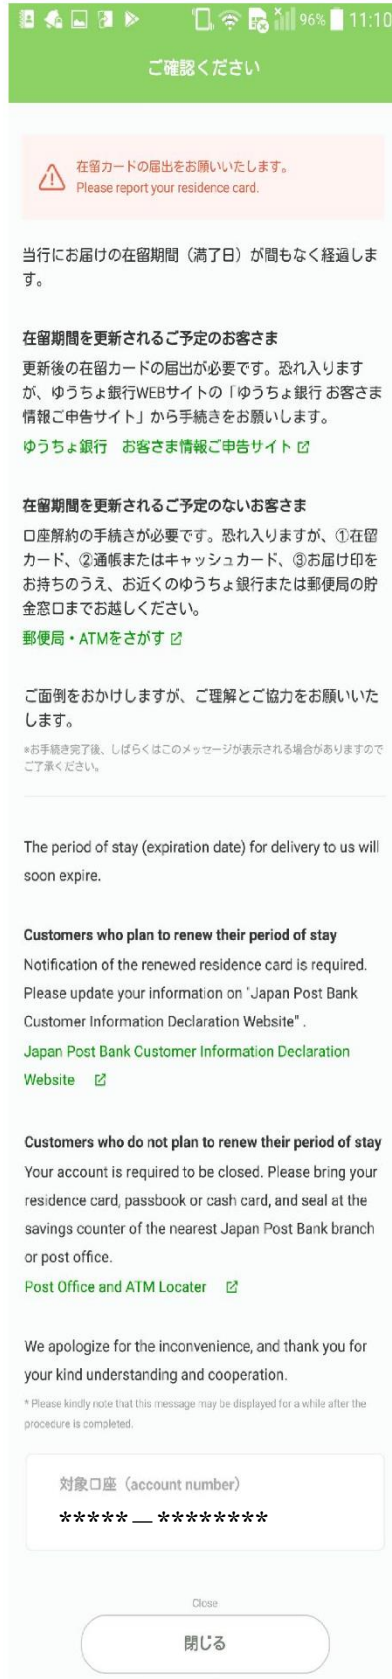 96% 11:10
ご確認ください
在留カードの届出をお願いいたします。
Please report your residence card.
当行にお届けの在留期間（満了日）が間もなく経過しま
す。
在留期間を更新されるご予定のお客さま
更新後の在留カードの届出が必要です。恐れ入ります
が、ゆうちょ銀行WEBサイトの「ゆうちょ銀行 お客さま
情報ご申告サイト」から手続きをお願いします。
ゆうちょ銀行　お客さま情報ご申告サイト
在留期間を更新されるご予定のないお客さま
口座解約の手続きが必要です。恐れ入りますが、①在留
カード、②通帳またはキャッシュカード、③お届け印を
お持ちのうえ、お近くのゆうちょ銀行または郵便局の貯
金窓口までお越しください。
郵便局・ATMをさがす
ご面倒をおかけしますが、ご理解とご協力をお願いいた
します。
*お手続き完了後、しばらくはこのメッセージが表示される場合がありますので
ご了承ください。
The period of stay (expiration date) for delivery to us will
soon expire.
Customers who plan to renew their period of stay
Notification of the renewed residence card is required.
Please update your information on "Japan Post Bank
Customer Information Declaration Website" .
Japan Post Bank Customer Information Declaration
Website
Customers who do not plan to renew their period of stay
Your account is required to be closed. Please bring your
residence card, passbook or cash card, and seal at the
savings counter of the nearest Japan Post Bank branch
or post office.
Post Office and ATM Locater
We apologize for the inconvenience, and thank you for
your kind understanding and cooperation.
* Please kindly note that this message may be displayed for a while after the
procedure is completed.
対象口座（account number）
*****—********
Close
閉じる